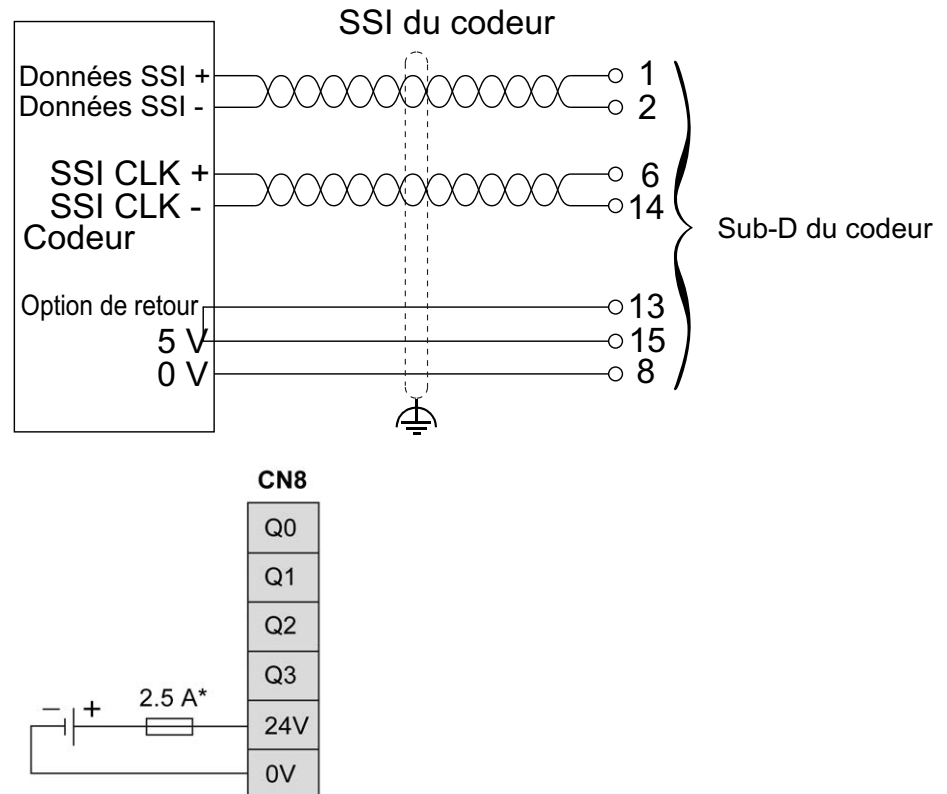 SSI du codeur
Données SSI + 1
Données SSI - 2
SSI CLK + 6
SSI CLK - 14
Codeur
Sub-D du codeur
Option de retour 13
5 V 15
0 V 8
CN8
Q0
Q1
Q2
Q3
– + 2.5 A* 24V
0V